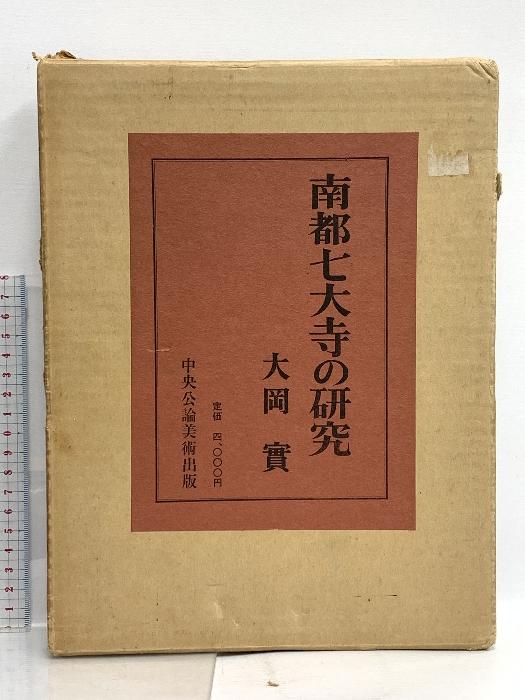 南都七大寺の研究
大岡實
定価 四、〇〇〇円
中央公論美術出版